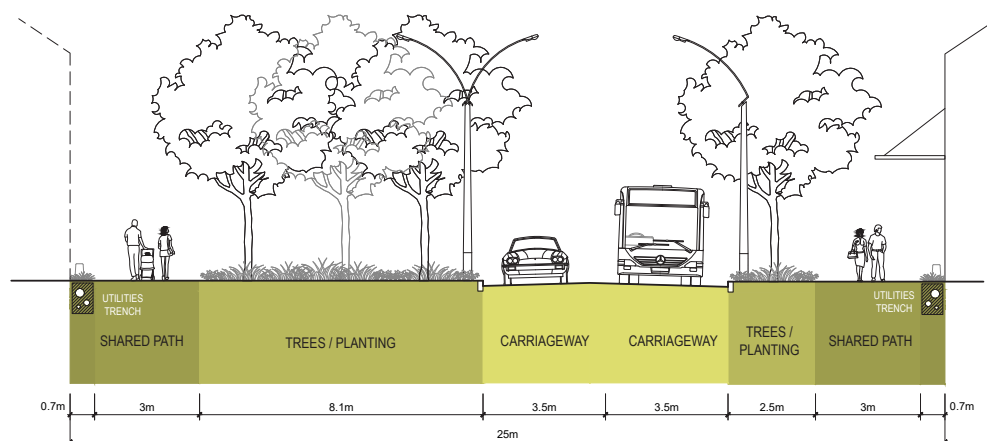 UTILITIES
TRENCH
UTILITIES
TRENCH
SHARED PATH
TREES / PLANTING
CARRIAGEWAY
CARRIAGEWAY
TREES /
PLANTING
SHARED PATH
0.7m
3m
8.1m
3.5m
3.5m
2.5m
3m
0.7m
25m